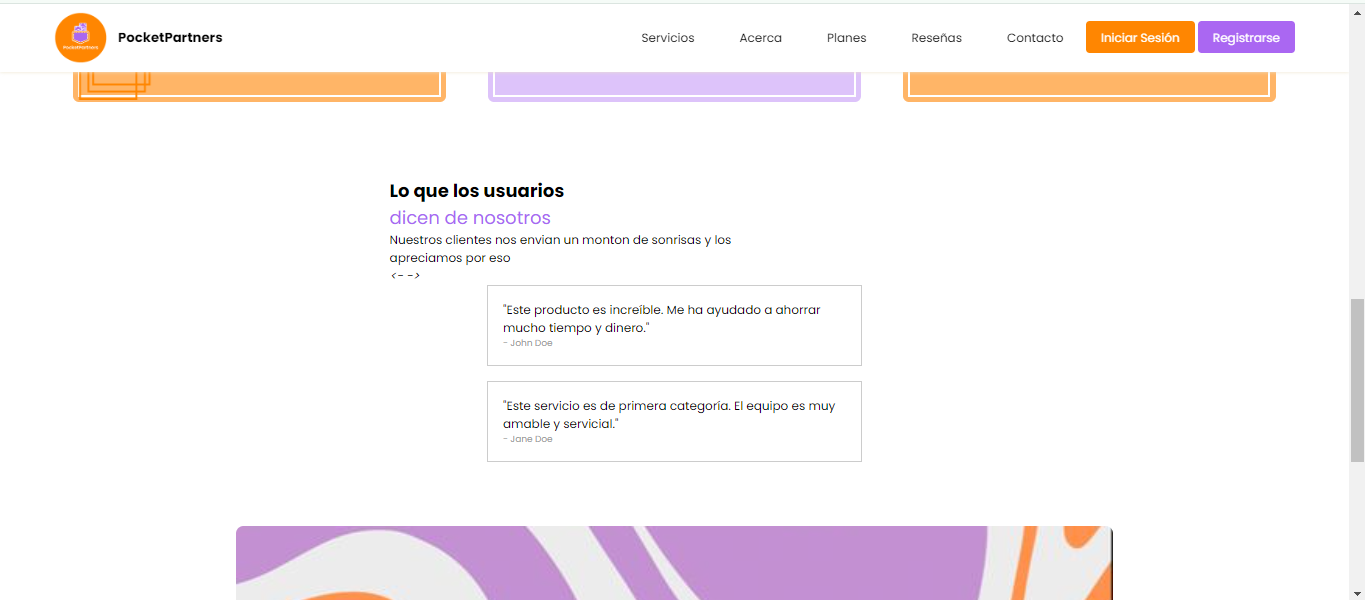 PocketPartners
PocketPartners
Servicios
Acerca
Planes
Reseñas
Contacto
Iniciar Sesión
Registrarse
Lo que los usuarios
dicen de nosotros
Nuestros clientes nos envian un monton de sonrisas y los
apreciamos por eso
<- ->
"Este producto es increíble. Me ha ayudado a ahorrar
mucho tiempo y dinero."
- John Doe
"Este servicio es de primera categoría. El equipo es muy
amable y servicial."
- Jane Doe